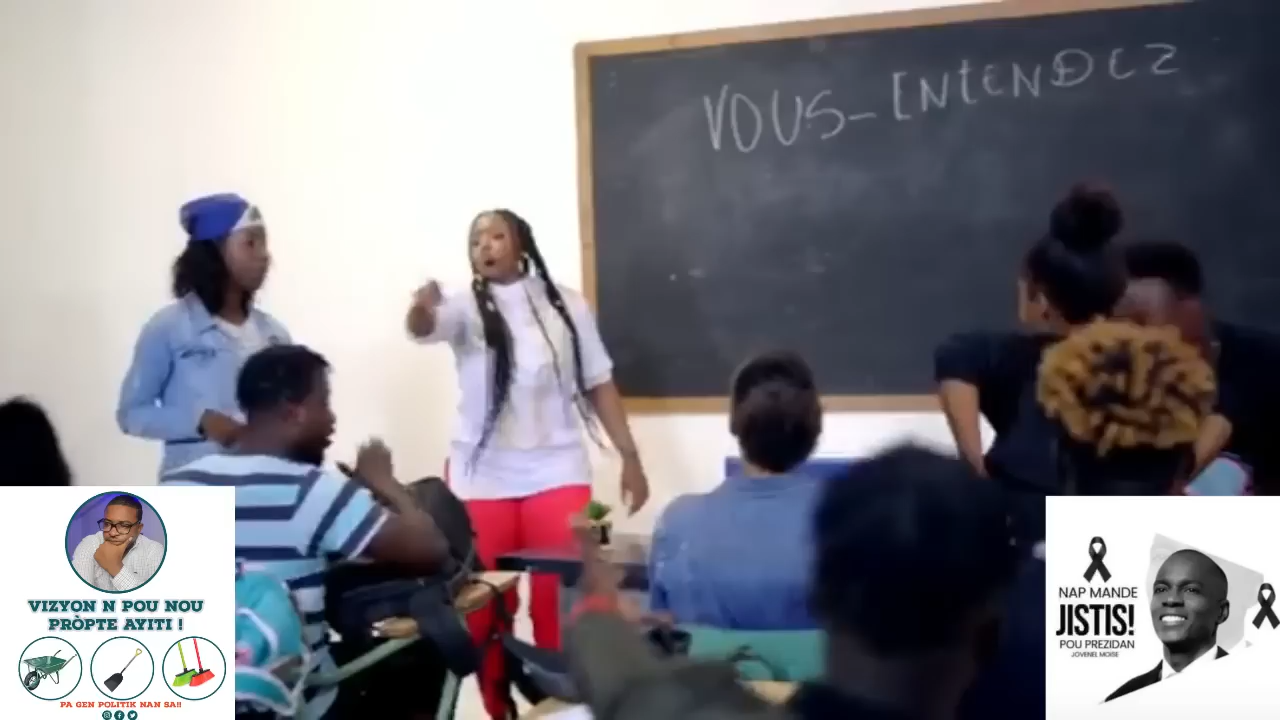 VOUS-ENTENDEZ
VIZYON N POU NOU
PRÒPTE AYITI !
PA GEN POLITIK NAN SA!!
NAP MANDE
JISTIS!
POU PREZIDAN
JOVENEL MOISE